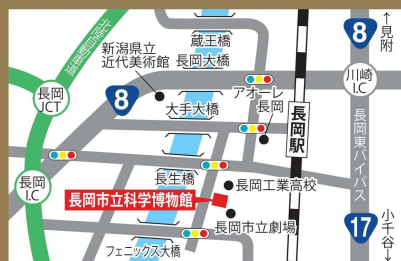 北陸自動車道
蔵王橋
長岡大橋
新潟県立
近代美術館
8
大手大橋
アオーレ
長岡
長岡駅
8
↑見附
川崎
I.C
長岡
JCT
長岡
I.C
長岡東バイパス
長生橋
長岡工業高校
長岡市立科学博物館
長岡市立劇場
フェニックス大橋
17
小千谷↓